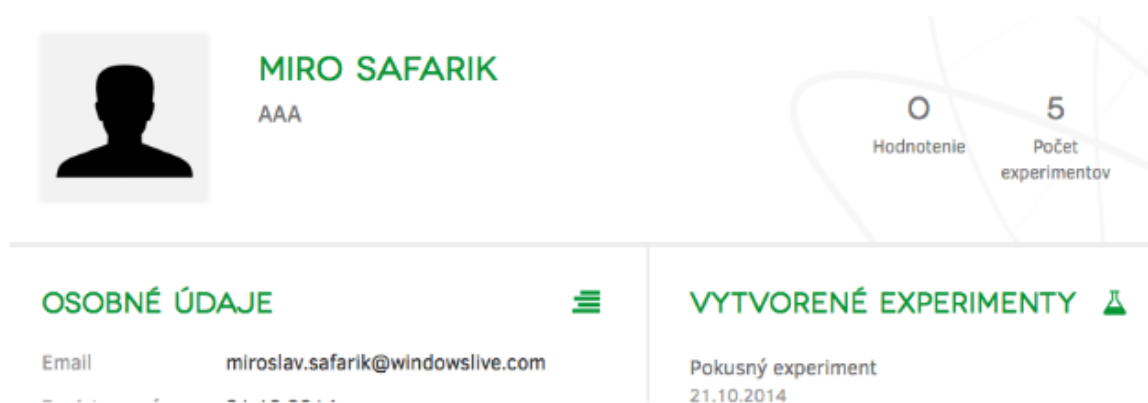 MIRO SAFARIK
AAA
0
Hodnotenie
5
Počet
experimentov
OSOBNÉ ÚDAJE
Email miroslav.safarik@windowslive.com
VYTVORENÉ EXPERIMENTY
Pokusný experiment
21.10.2014